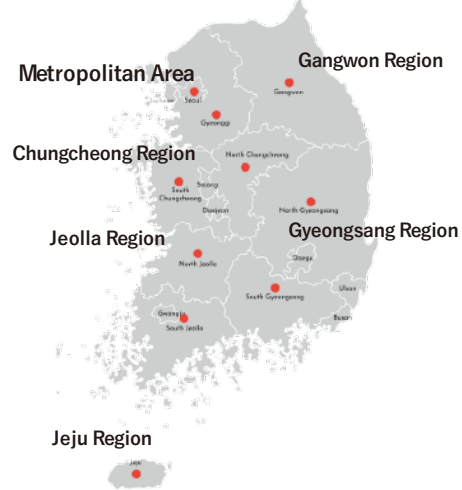 Gangwon Region
Metropolitan Area
Seoul
Gangwon
Gyeonggi
Chungcheong Region
North Chungcheong
South
Chungcheong
Sejong
Daejeon
North Gyeongsang
Gyeongsang Region
Jeolla Region
North Jeolla
Daegu
South Gyeongsang
Ulsan
Gwangju
South Jeolla
Busan
Jeju Region
Jeju